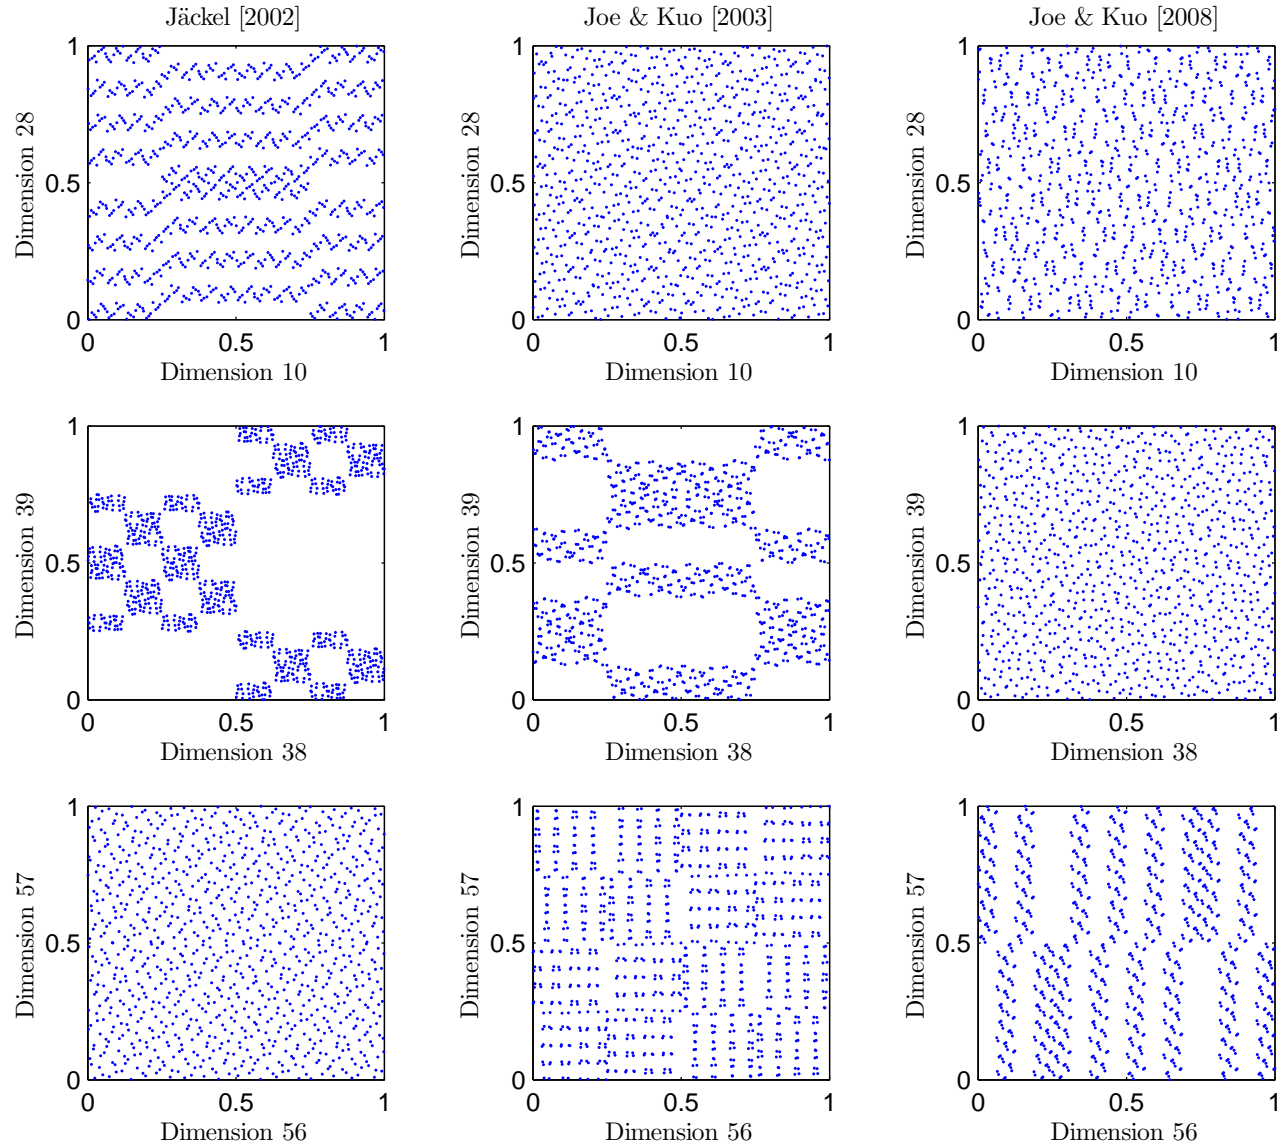 Jäckel [2002] Joe & Kuo [2003] Joe & Kuo [2008]
1 1 1
Dimension 28 Dimension 28 Dimension 28
0.5 0.5 0.5
0 0 0
0 0.5 1 0 0.5 1 0 0.5 1
Dimension 10 Dimension 10 Dimension 10
1 1 1
Dimension 39 Dimension 39 Dimension 39
0.5 0.5 0.5
0 0 0
0 0.5 1 0 0.5 1 0 0.5 1
Dimension 38 Dimension 38 Dimension 38
1 1 1
Dimension 57 Dimension 57 Dimension 57
0.5 0.5 0.5
0 0 0
0 0.5 1 0 0.5 1 0 0.5 1
Dimension 56 Dimension 56 Dimension 56